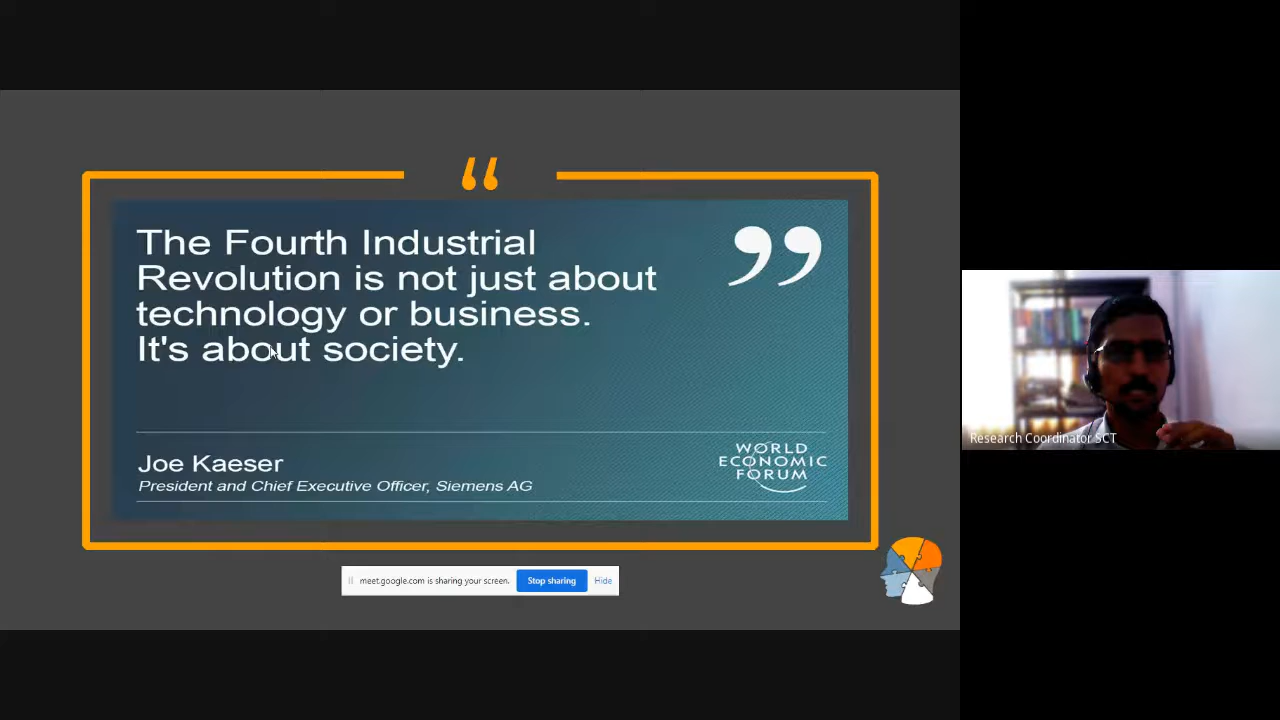 “
The Fourth Industrial
Revolution is not just about
technology or business.
It's about society.
”
Joe Kaeser
President and Chief Executive Officer, Siemens AG
WORLD
ECONOMIC
FORUM
meet.google.com is sharing your screen.
Stop sharing
Hide
Research Coordinator SCT